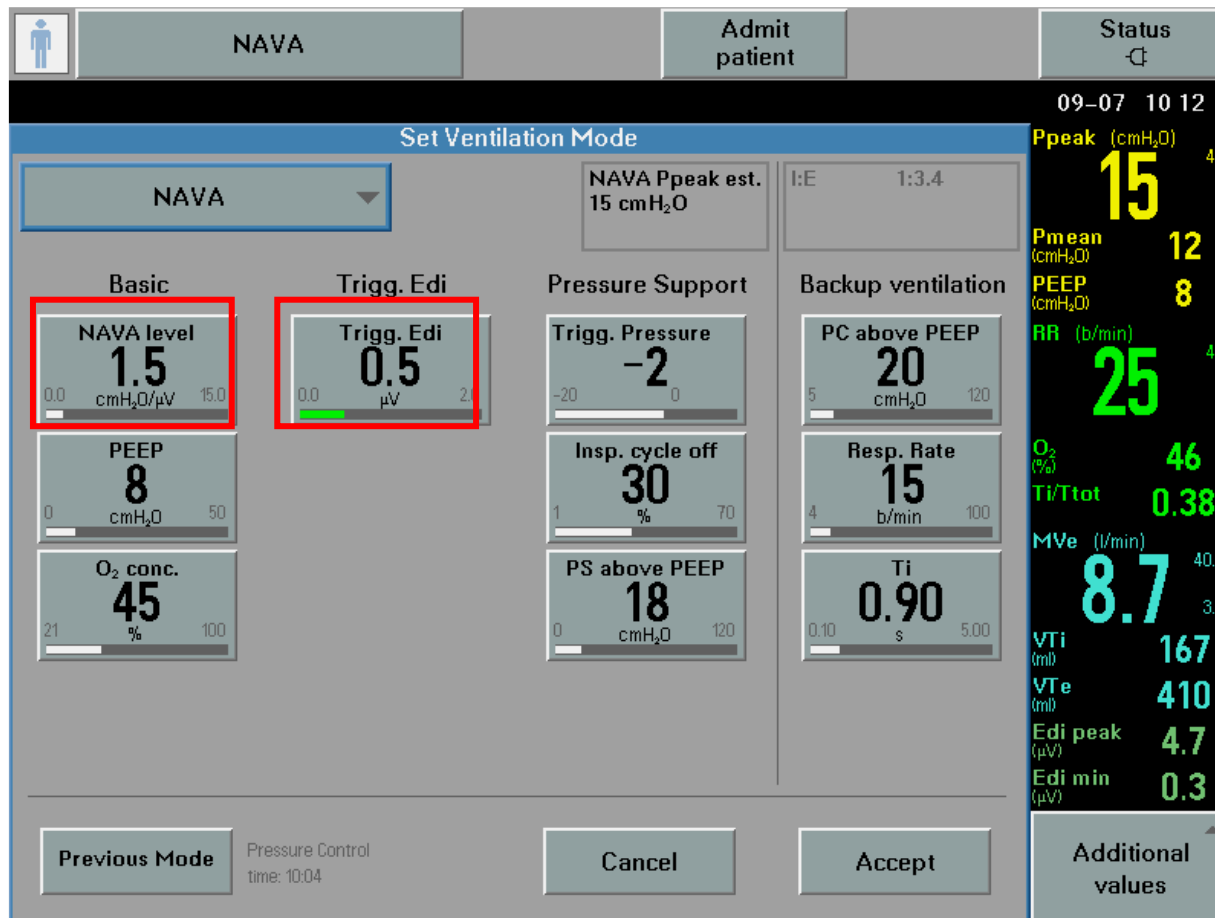 NAVA
Admit
patient
Status
09-07 10 12
Set Ventilation Mode
NAVA
NAVA Ppeak est.
15 cmH₂O
I:E 1:3.4
Basic
Trigg. Edi
Pressure Support
Backup ventilation
NAVA level
1.5
0.0 cmH₂O/µV 15.0
Trigg. Edi
0.5
0.0 µV
Trigg. Pressure
-2
-20 0
PC above PEEP
20
5 cmH₂O 120
PEEP
8
0 cmH₂O 50
Insp. cycle off
30
1 % 70
Resp. Rate
15
4 b/min 100
O₂ conc.
45
21 % 100
PS above PEEP
18
0 cmH₂O 120
Ti
0.90
0.10 s 5.00
Previous Mode
Pressure Control
time: 10:04
Cancel
Accept
Ppeak (cmH₂O)
15
Pmean
(cmH₂O)
12
PEEP
(cmH₂O)
8
RR (b/min)
25
O₂
(%)
46
Ti/Ttot
0.38
MVe (l/min)
8.7
40.
3.
VTi
(ml)
167
VTe
(ml)
410
Edi peak
(µV)
4.7
Edi min
(µV)
0.3
Additional
values